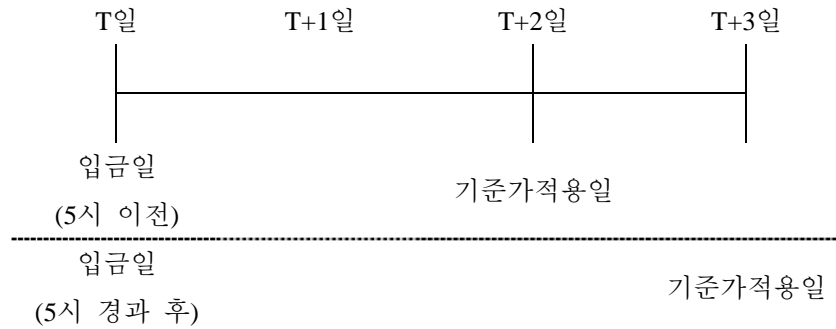 T일 T+1일 T+2일 T+3일
입금일
(5시 이전)
기준가적용일
입금일
(5시 경과 후)
기준가적용일